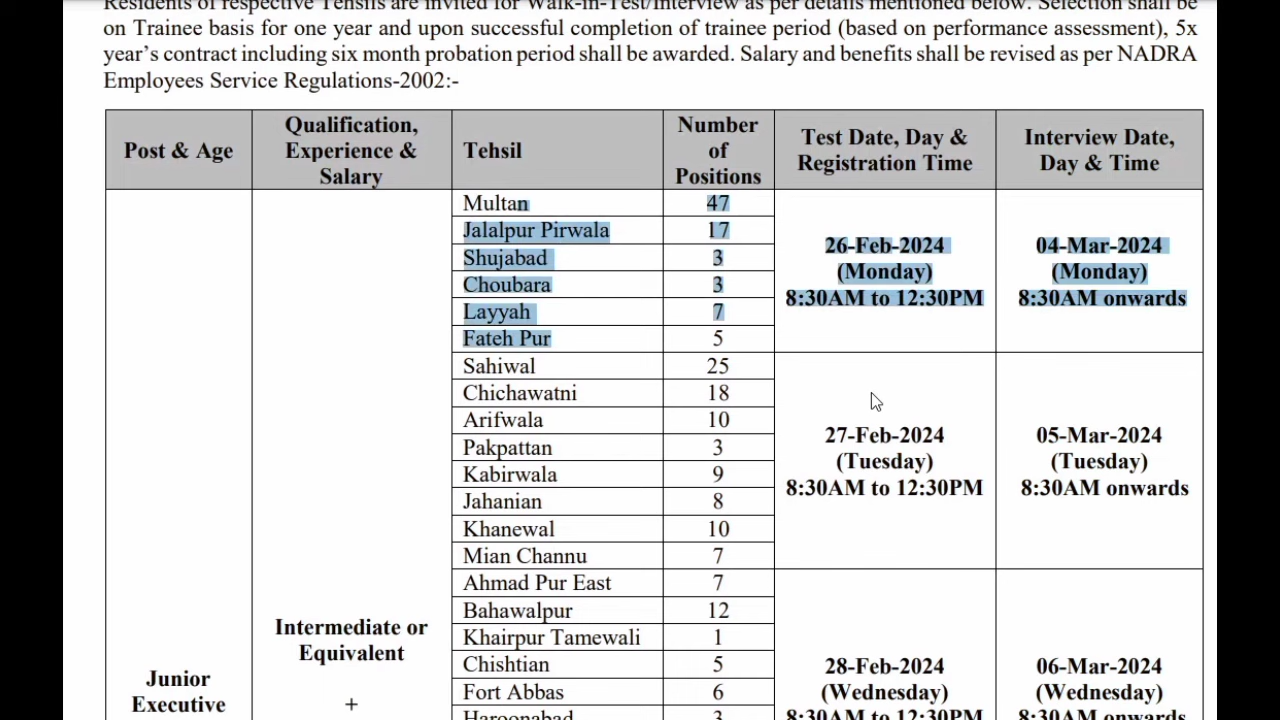 Residents of respective Tehsils are invited for Walk-in-Test/Interview as per details mentioned below. Selection shall be
on Trainee basis for one year and upon successful completion of trainee period (based on performance assessment), 5x
year’s contract including six month probation period shall be awarded. Salary and benefits shall be revised as per NADRA
Employees Service Regulations-2002:-
Post & Age
Qualification,
Experience &
Salary
Tehsil
Number
of
Positions
Test Date, Day &
Registration Time
Interview Date,
Day & Time
Multan 47
Jalalpur Pirwala 17
Shujabad 3
Choubara 3
Layyah 7
Fateh Pur 5
26-Feb-2024
(Monday)
8:30AM to 12:30PM
04-Mar-2024
(Monday)
8:30AM onwards
Sahiwal 25
Chichawatni 18
Arifwala 10
Pakpattan 3
Kabirwala 9
Jahanian 8
Khanewal 10
Mian Channu 7
27-Feb-2024
(Tuesday)
8:30AM to 12:30PM
05-Mar-2024
(Tuesday)
8:30AM onwards
Ahmad Pur East 7
Bahawalpur 12
Khairpur Tamewali 1
Chishtian 5
Fort Abbas 6
Haroonabad 3
28-Feb-2024
(Wednesday)
8:30AM to 12:30PM
06-Mar-2024
(Wednesday)
8:30AM onwards
Junior
Executive
Intermediate or
Equivalent
+